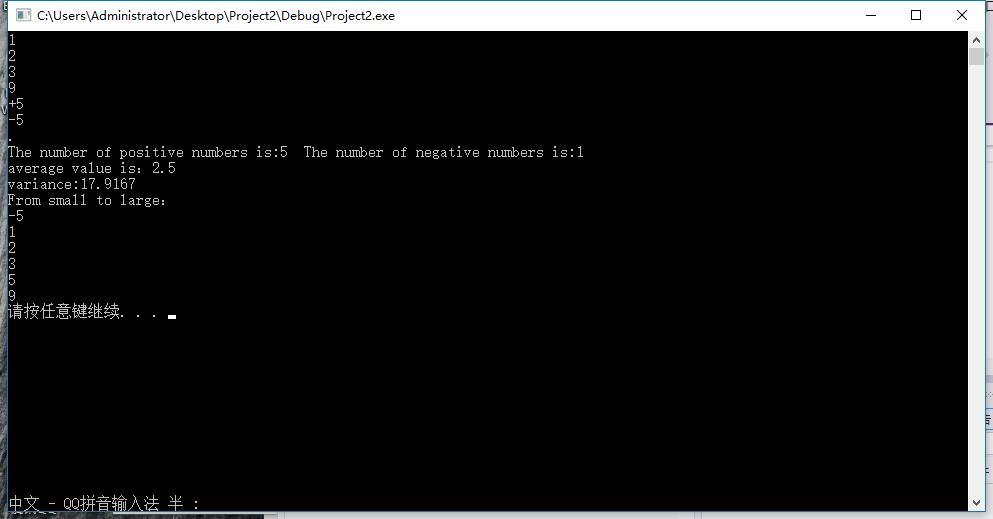 C:\Users\Administrator\Desktop\Project2\Debug\Project2.exe
1
2
3
9
+5
-5
.
The number of positive numbers is:5  The number of negative numbers is:1
average value is：2.5
variance:17.9167
From small to large：
-5
1
2
3
5
9
请按任意键继续. . .
中文 - QQ拼音输入法 半 :